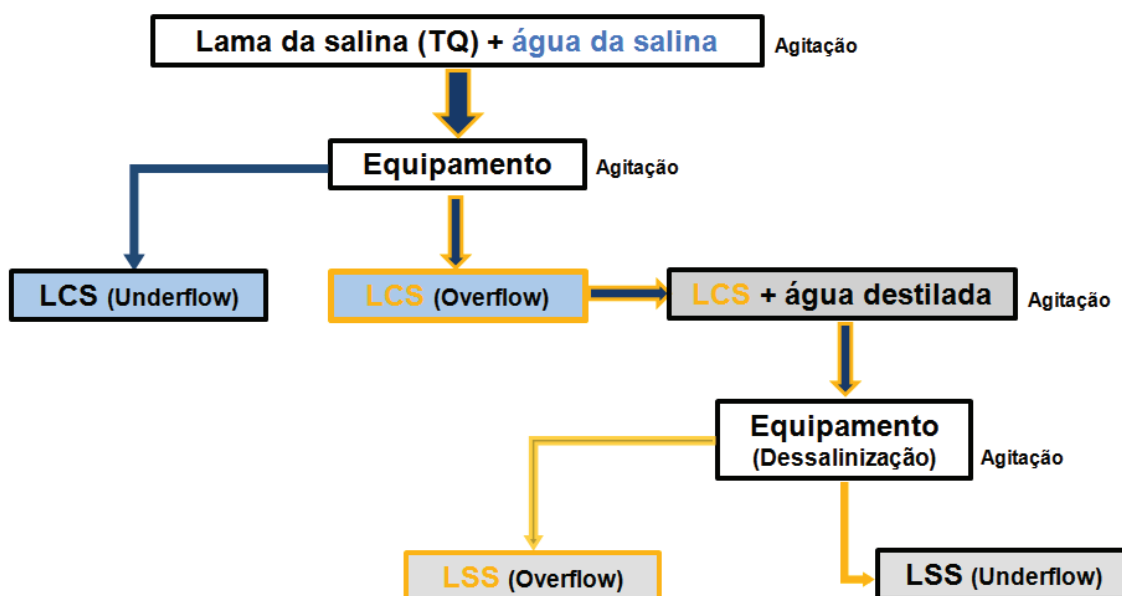 Lama da salina (TQ) + água da salina
Agitação
Equipamento
Agitação
LCS (Underflow)
LCS (Overflow)
LCS + água destilada
Agitação
Equipamento
(Dessalinização)
Agitação
LSS (Overflow)
LSS (Underflow)